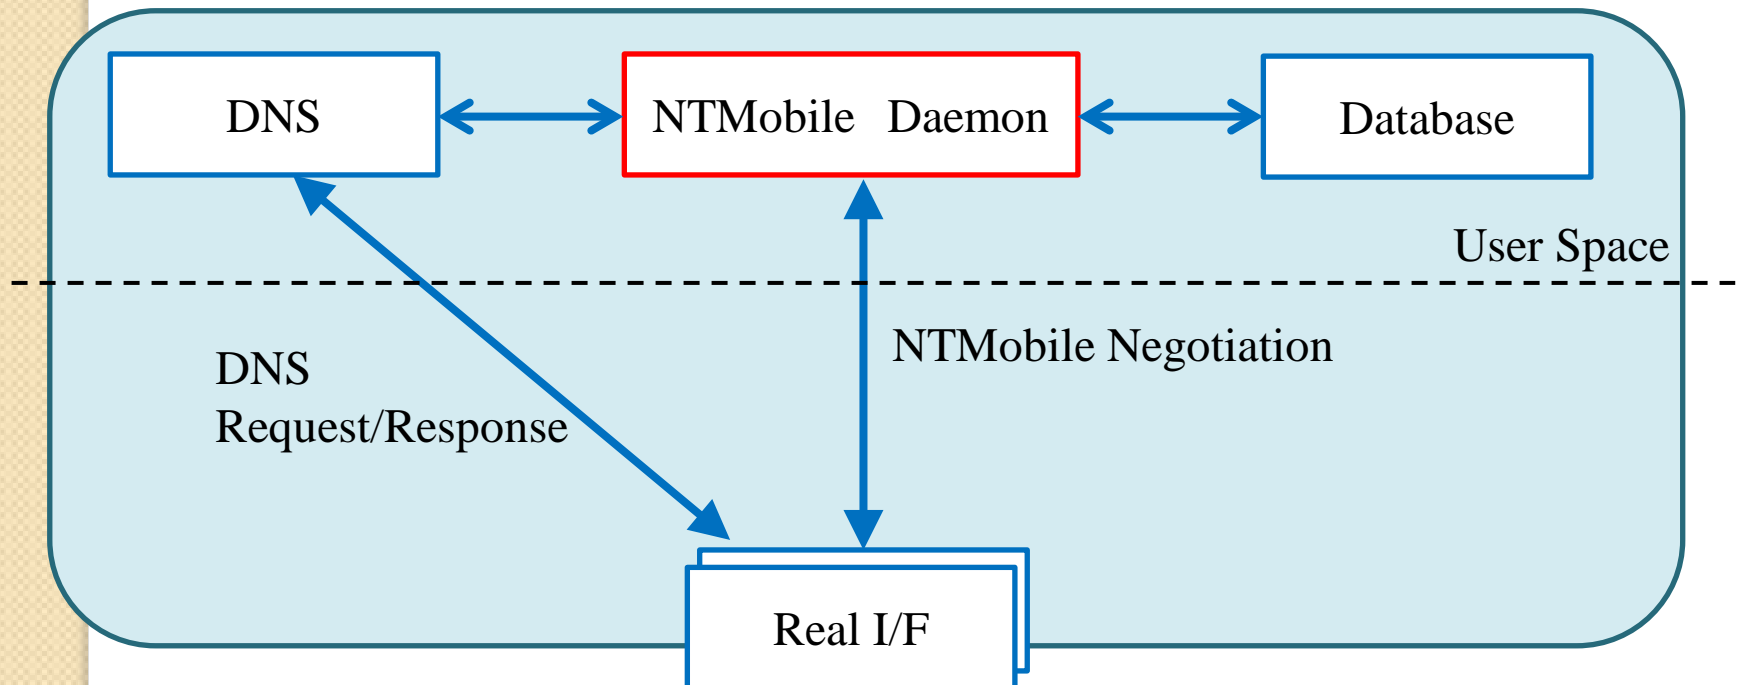 DNS
NTMobile Daemon
Database
User Space
NTMobile Negotiation
DNS
Request/Response
Real I/F